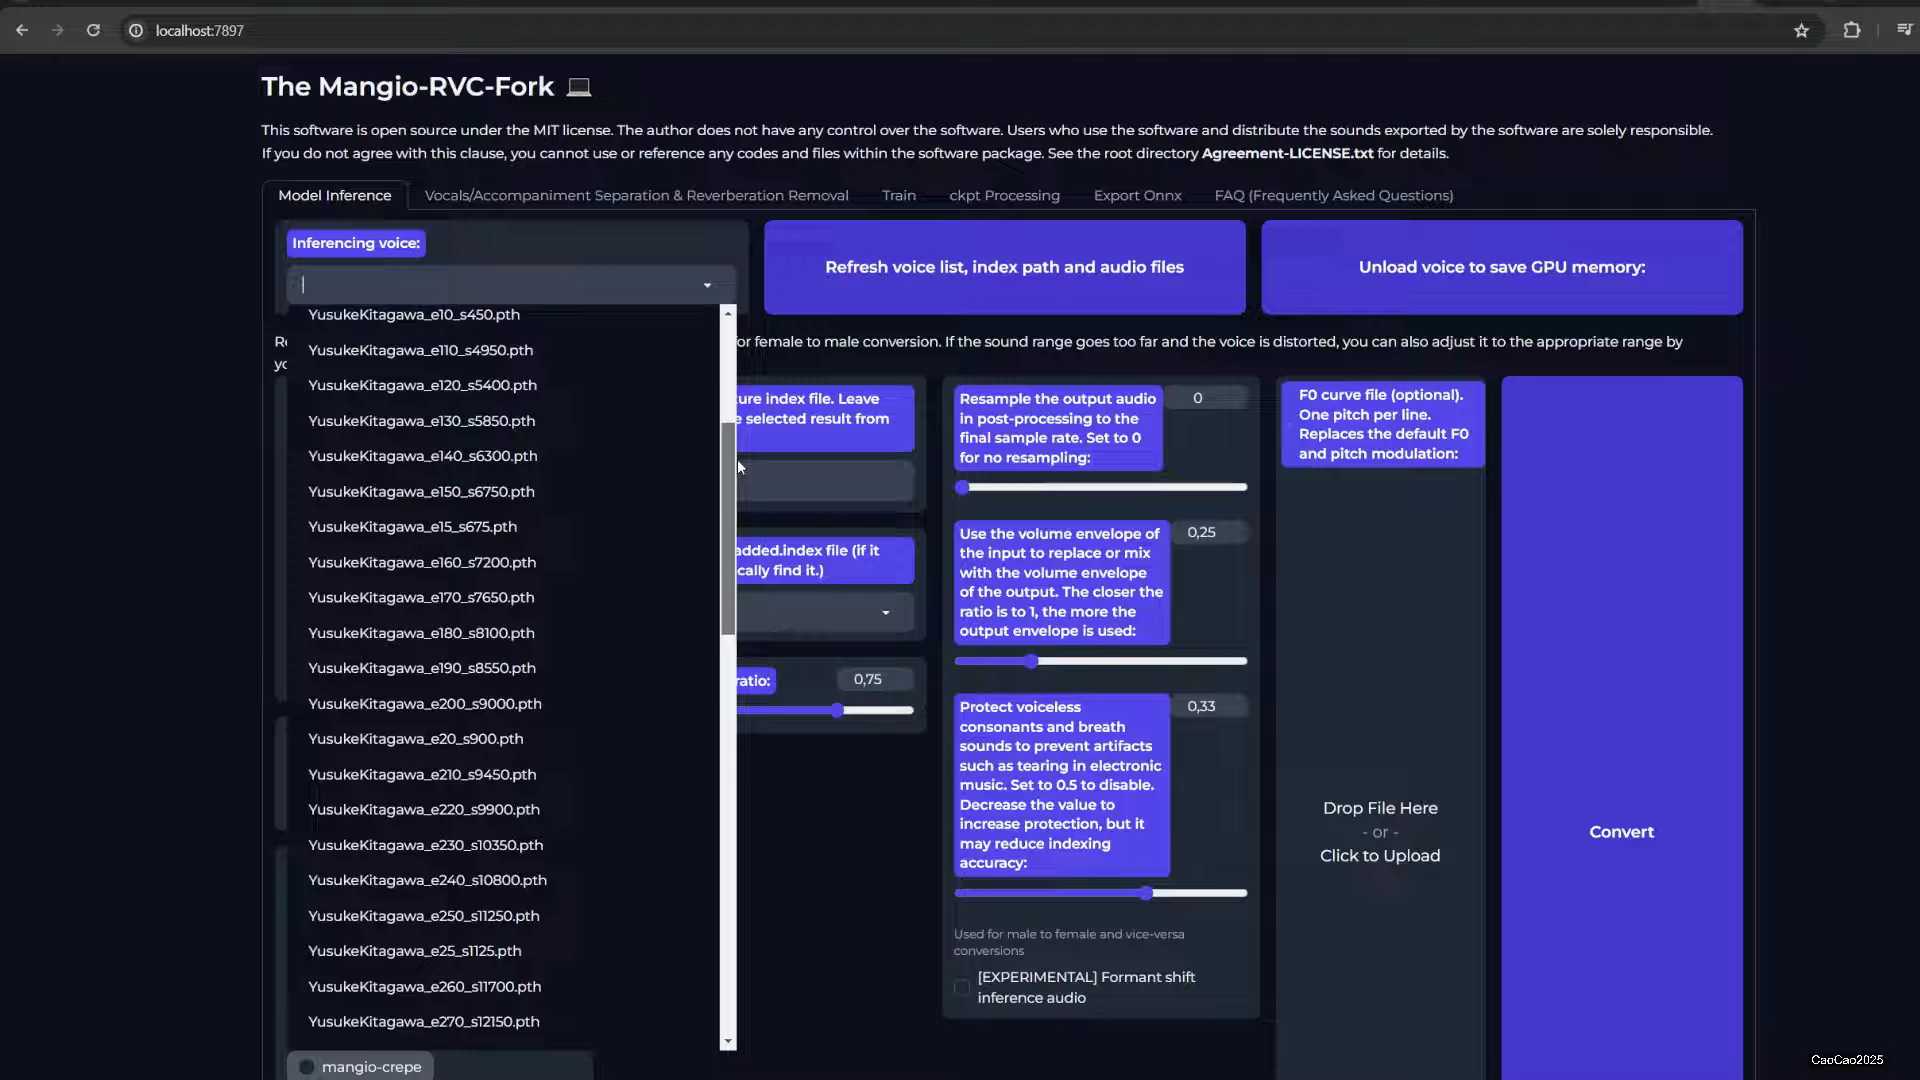 localhost:7897
The Mangio-RVC-Fork 💻
This software is open source under the MIT license. The author does not have any control over the software. Users who use the software and distribute the sounds exported by the software are solely responsible.
If you do not agree with this clause, you cannot use or reference any codes and files within the software package. See the root directory Agreement-LICENSE.txt for details.
Model Inference
Vocals/Accompaniment Separation & Reverberation Removal
Train
ckpt Processing
Export Onnx
FAQ (Frequently Asked Questions)
Inferencing voice:
Refresh voice list, index path and audio files
Unload voice to save GPU memory:
or female to male conversion. If the sound range goes too far and the voice is distorted, you can also adjust it to the appropriate range by
YusukeKitagawa_e10_s450.pth
YusukeKitagawa_e110_s4950.pth
YusukeKitagawa_e120_s5400.pth
YusukeKitagawa_e130_s5850.pth
YusukeKitagawa_e140_s6300.pth
YusukeKitagawa_e150_s6750.pth
YusukeKitagawa_e15_s675.pth
YusukeKitagawa_e160_s7200.pth
YusukeKitagawa_e170_s7650.pth
YusukeKitagawa_e180_s8100.pth
YusukeKitagawa_e190_s8550.pth
YusukeKitagawa_e200_s9000.pth
YusukeKitagawa_e20_s900.pth
YusukeKitagawa_e210_s9450.pth
YusukeKitagawa_e220_s9900.pth
YusukeKitagawa_e230_s10350.pth
YusukeKitagawa_e240_s10800.pth
YusukeKitagawa_e250_s11250.pth
YusukeKitagawa_e25_s1125.pth
YusukeKitagawa_e260_s11700.pth
YusukeKitagawa_e270_s12150.pth
mangio-crepe
ture index file. Leave
e selected result from
added.index file (if it
cally find it.)
ratio:
0,75
Resample the output audio
in post-processing to the
final sample rate. Set to 0
for no resampling:
0
Use the volume envelope of
the input to replace or mix
with the volume envelope
of the output. The closer the
ratio is to 1, the more the
output envelope is used:
0,25
Protect voiceless
consonants and breath
sounds to prevent artifacts
such as tearing in electronic
music. Set to 0.5 to disable.
Decrease the value to
increase protection, but it
may reduce indexing
accuracy:
0,33
Used for male to female and vice-versa
conversions
[EXPERIMENTAL] Formant shift
inference audio
F0 curve file (optional).
One pitch per line.
Replaces the default F0
and pitch modulation:
Drop File Here
- or -
Click to Upload
Convert
CaoCao2025